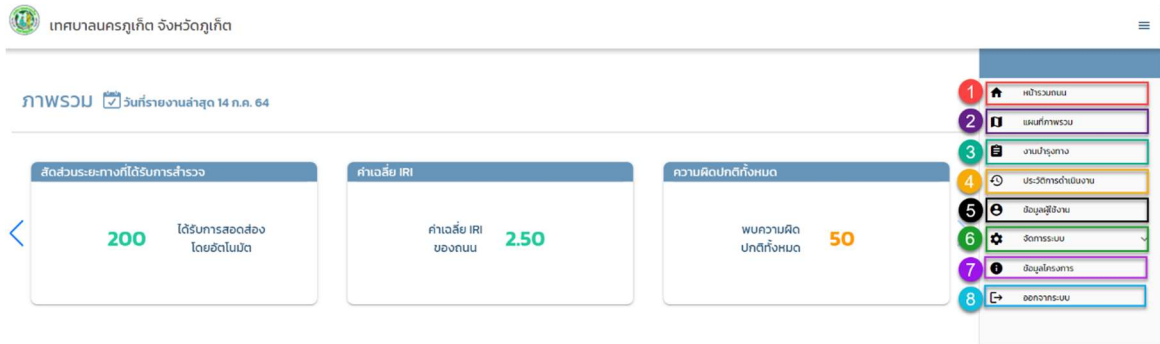 เทศบาลนครภูเก็ต จังหวัดภูเก็ต
ภาพรวม วันที่รายงานล่าสุด 14 ก.ค. 64
สัดส่วนระยะทางที่ได้รับการสำรวจ
200
ได้รับการสอดส่อง
โดยอัตโนมัต
ค่าเฉลี่ย IRI
ค่าเฉลี่ย IRI
ของถนน
2.50
ความผิดปกติทั้งหมด
พบความผิด
ปกติทั้งหมด
50
1 หน้ารวมถนน
2 แผนที่ภาพรวม
3 งานบำรุงทาง
4 ประวัติการดำเนินงาน
5 ข้อมูลผู้ใช้งาน
6 จัดการระบบ
7 ข้อมูลโครงการ
8 ออกจากระบบ